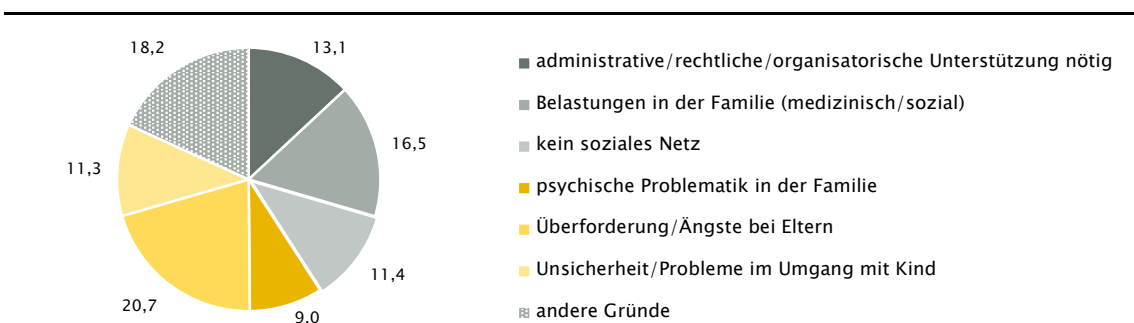 18,2
13,1
16,5
11,3
11,4
20,7
9,0
administrative/rechtliche/organisatorische Unterstützung nötig
Belastungen in der Familie (medizinisch/sozial)
kein soziales Netz
psychische Problematik in der Familie
Überforderung/Ängste bei Eltern
Unsicherheit/Probleme im Umgang mit Kind
andere Gründe